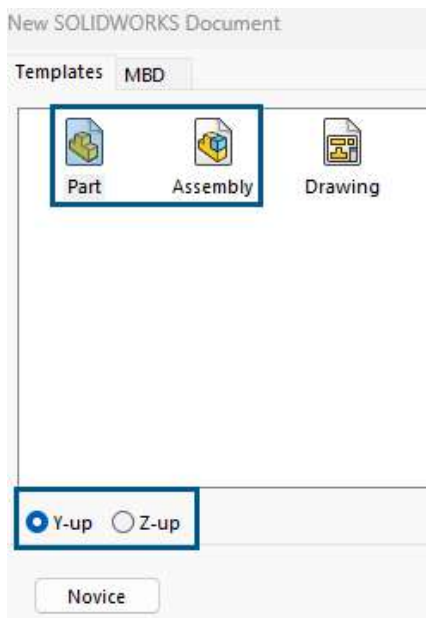 New SOLIDWORKS Document
Templates MBD
Part Assembly Drawing
Y-up Z-up
Novice